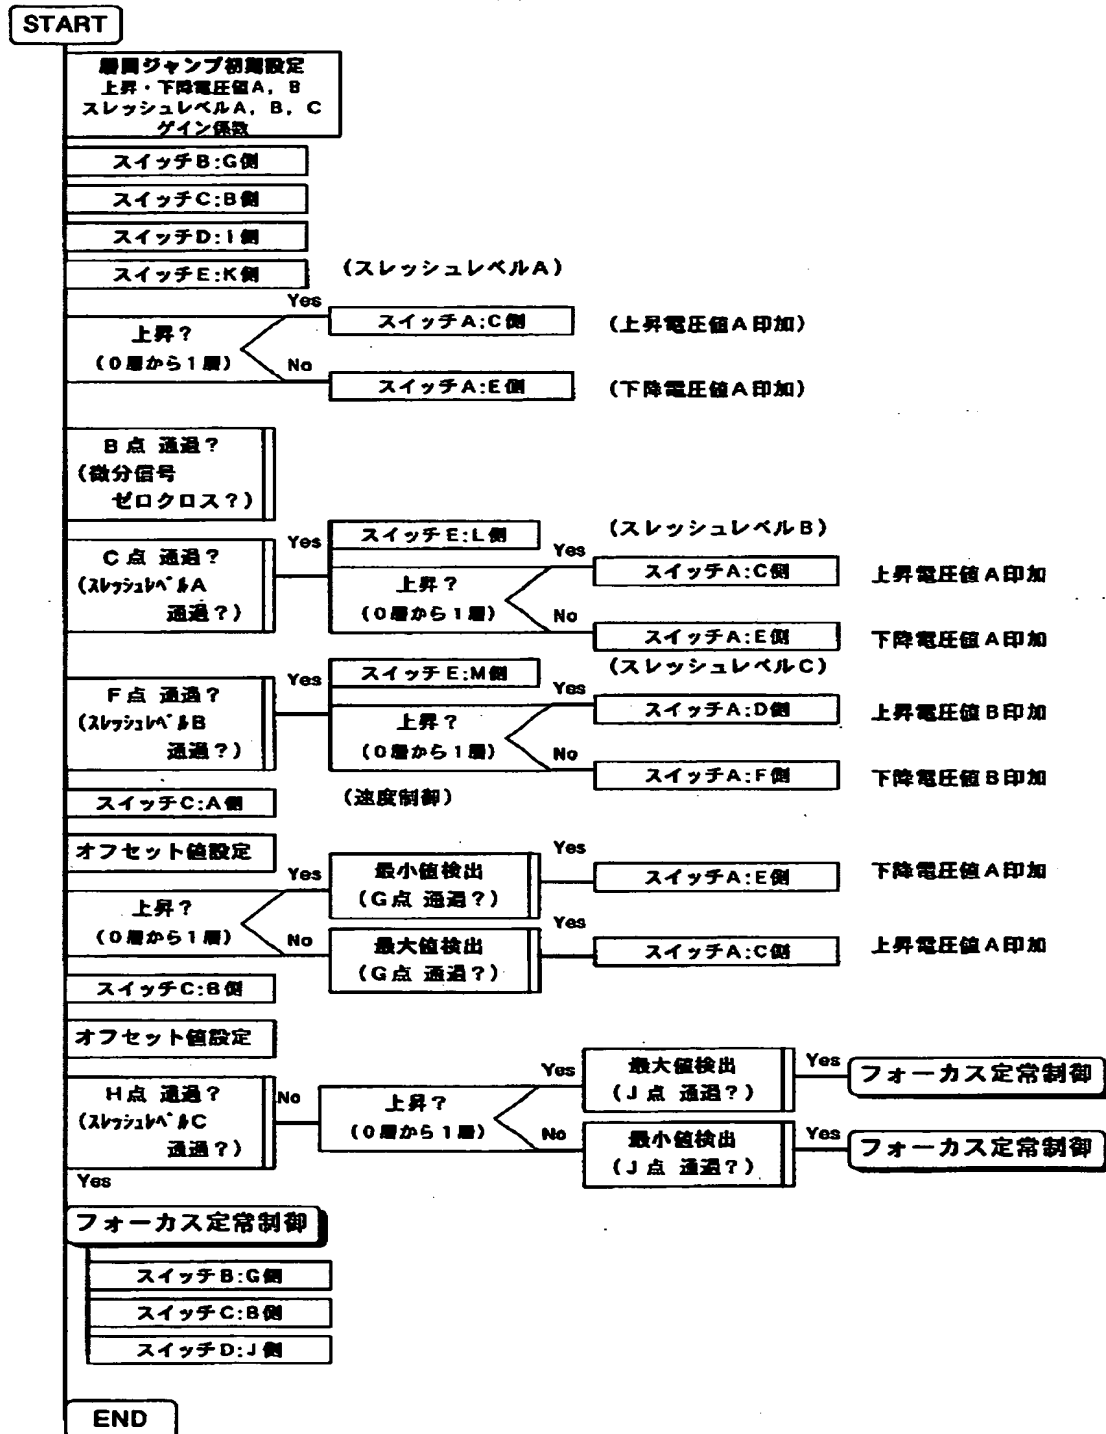 START
層間ジャンプ初期設定
上昇・下降電圧値A，B
スレッシュレベルA，B，C
ゲイン係数
スイッチB:G側
スイッチC:B側
スイッチD:I側
スイッチE:K側
(スレッシュレベルA)
上昇？
(0層から1層)
Yes
スイッチA:C側
(上昇電圧値A印加)
No
スイッチA:E側
(下降電圧値A印加)
B点 通過？
(微分信号
ゼロクロス？)
C点 通過？
(スレッシュレベルA
通過？)
Yes
スイッチE:L側
(スレッシュレベルB)
上昇？
(0層から1層)
Yes
スイッチA:C側
上昇電圧値A印加
No
スイッチA:E側
下降電圧値A印加
F点 通過？
(スレッシュレベルB
通過？)
Yes
スイッチE:M側
(スレッシュレベルC)
上昇？
(0層から1層)
Yes
スイッチA:D側
上昇電圧値B印加
No
スイッチA:F側
下降電圧値B印加
スイッチC:A側
(速度制御)
オフセット値設定
上昇？
(0層から1層)
Yes
最小値検出
(G点 通過？)
Yes
スイッチA:E側
下降電圧値A印加
No
最大値検出
(G点 通過？)
Yes
スイッチA:C側
上昇電圧値A印加
スイッチC:B側
オフセット値設定
H点 通過？
(スレッシュレベルC
通過？)
No
上昇？
(0層から1層)
Yes
最大値検出
(J点 通過？)
Yes
フォーカス定常制御
No
最小値検出
(J点 通過？)
Yes
フォーカス定常制御
Yes
フォーカス定常制御
スイッチB:G側
スイッチC:B側
スイッチD:J側
END